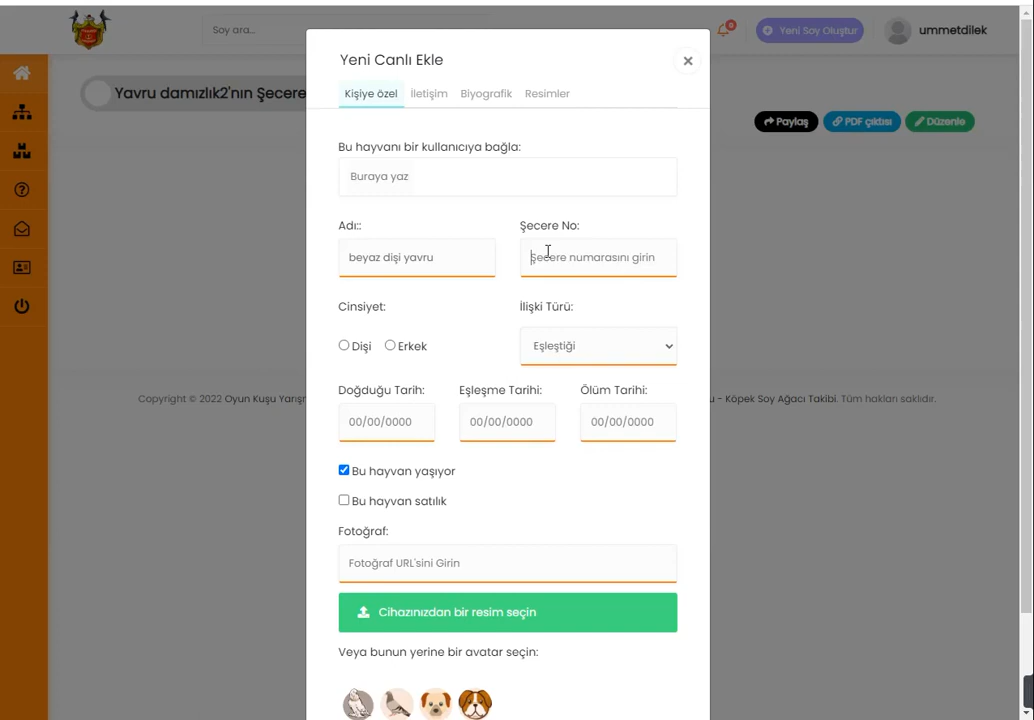 Soy ara...
0
Yeni Soy Oluştur
ummetdilek
Yeni Canlı Ekle
Kişiye özel
İletişim
Biyografik
Resimler
Yavru damızlık2'nın Şecere
Paylaş
PDF çıktısı
Düzenle
Bu hayvanı bir kullanıcıya bağla:
Buraya yaz
Adı::
Şecere No:
beyaz dişi yavru
Şecere numarasını girin
Cinsiyet:
İlişki Türü:
Dişi
Erkek
Eşleştiği
Doğduğu Tarih:
Eşleşme Tarihi:
Ölüm Tarihi:
00/00/0000
00/00/0000
00/00/0000
Copyright © 2022 Oyun Kuşu Yarışm
u - Köpek Soy Ağacı Takibi. Tüm hakları saklıdır.
Bu hayvan yaşıyor
Bu hayvan satılık
Fotoğraf:
Fotoğraf URL'sini Girin
Cihazınızdan bir resim seçin
Veya bunun yerine bir avatar seçin: